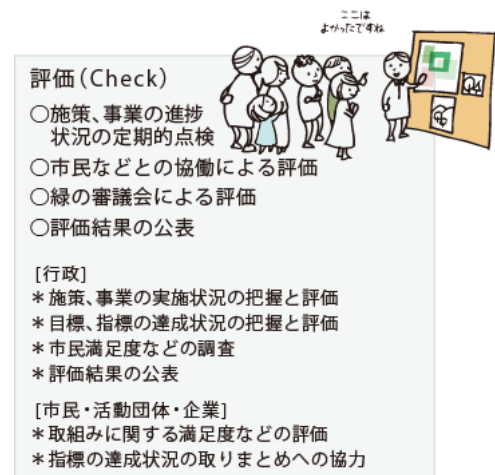 ここは
よかったですね
評価（Check）
○施策、事業の進捗
状況の定期的点検
○市民などとの協働による評価
○緑の審議会による評価
○評価結果の公表
[行政]
＊施策、事業の実施状況の把握と評価
＊目標、指標の達成状況の把握と評価
＊市民満足度などの調査
＊評価結果の公表
[市民・活動団体・企業]
＊取組みに関する満足度などの評価
＊指標の達成状況の取りまとめへの協力